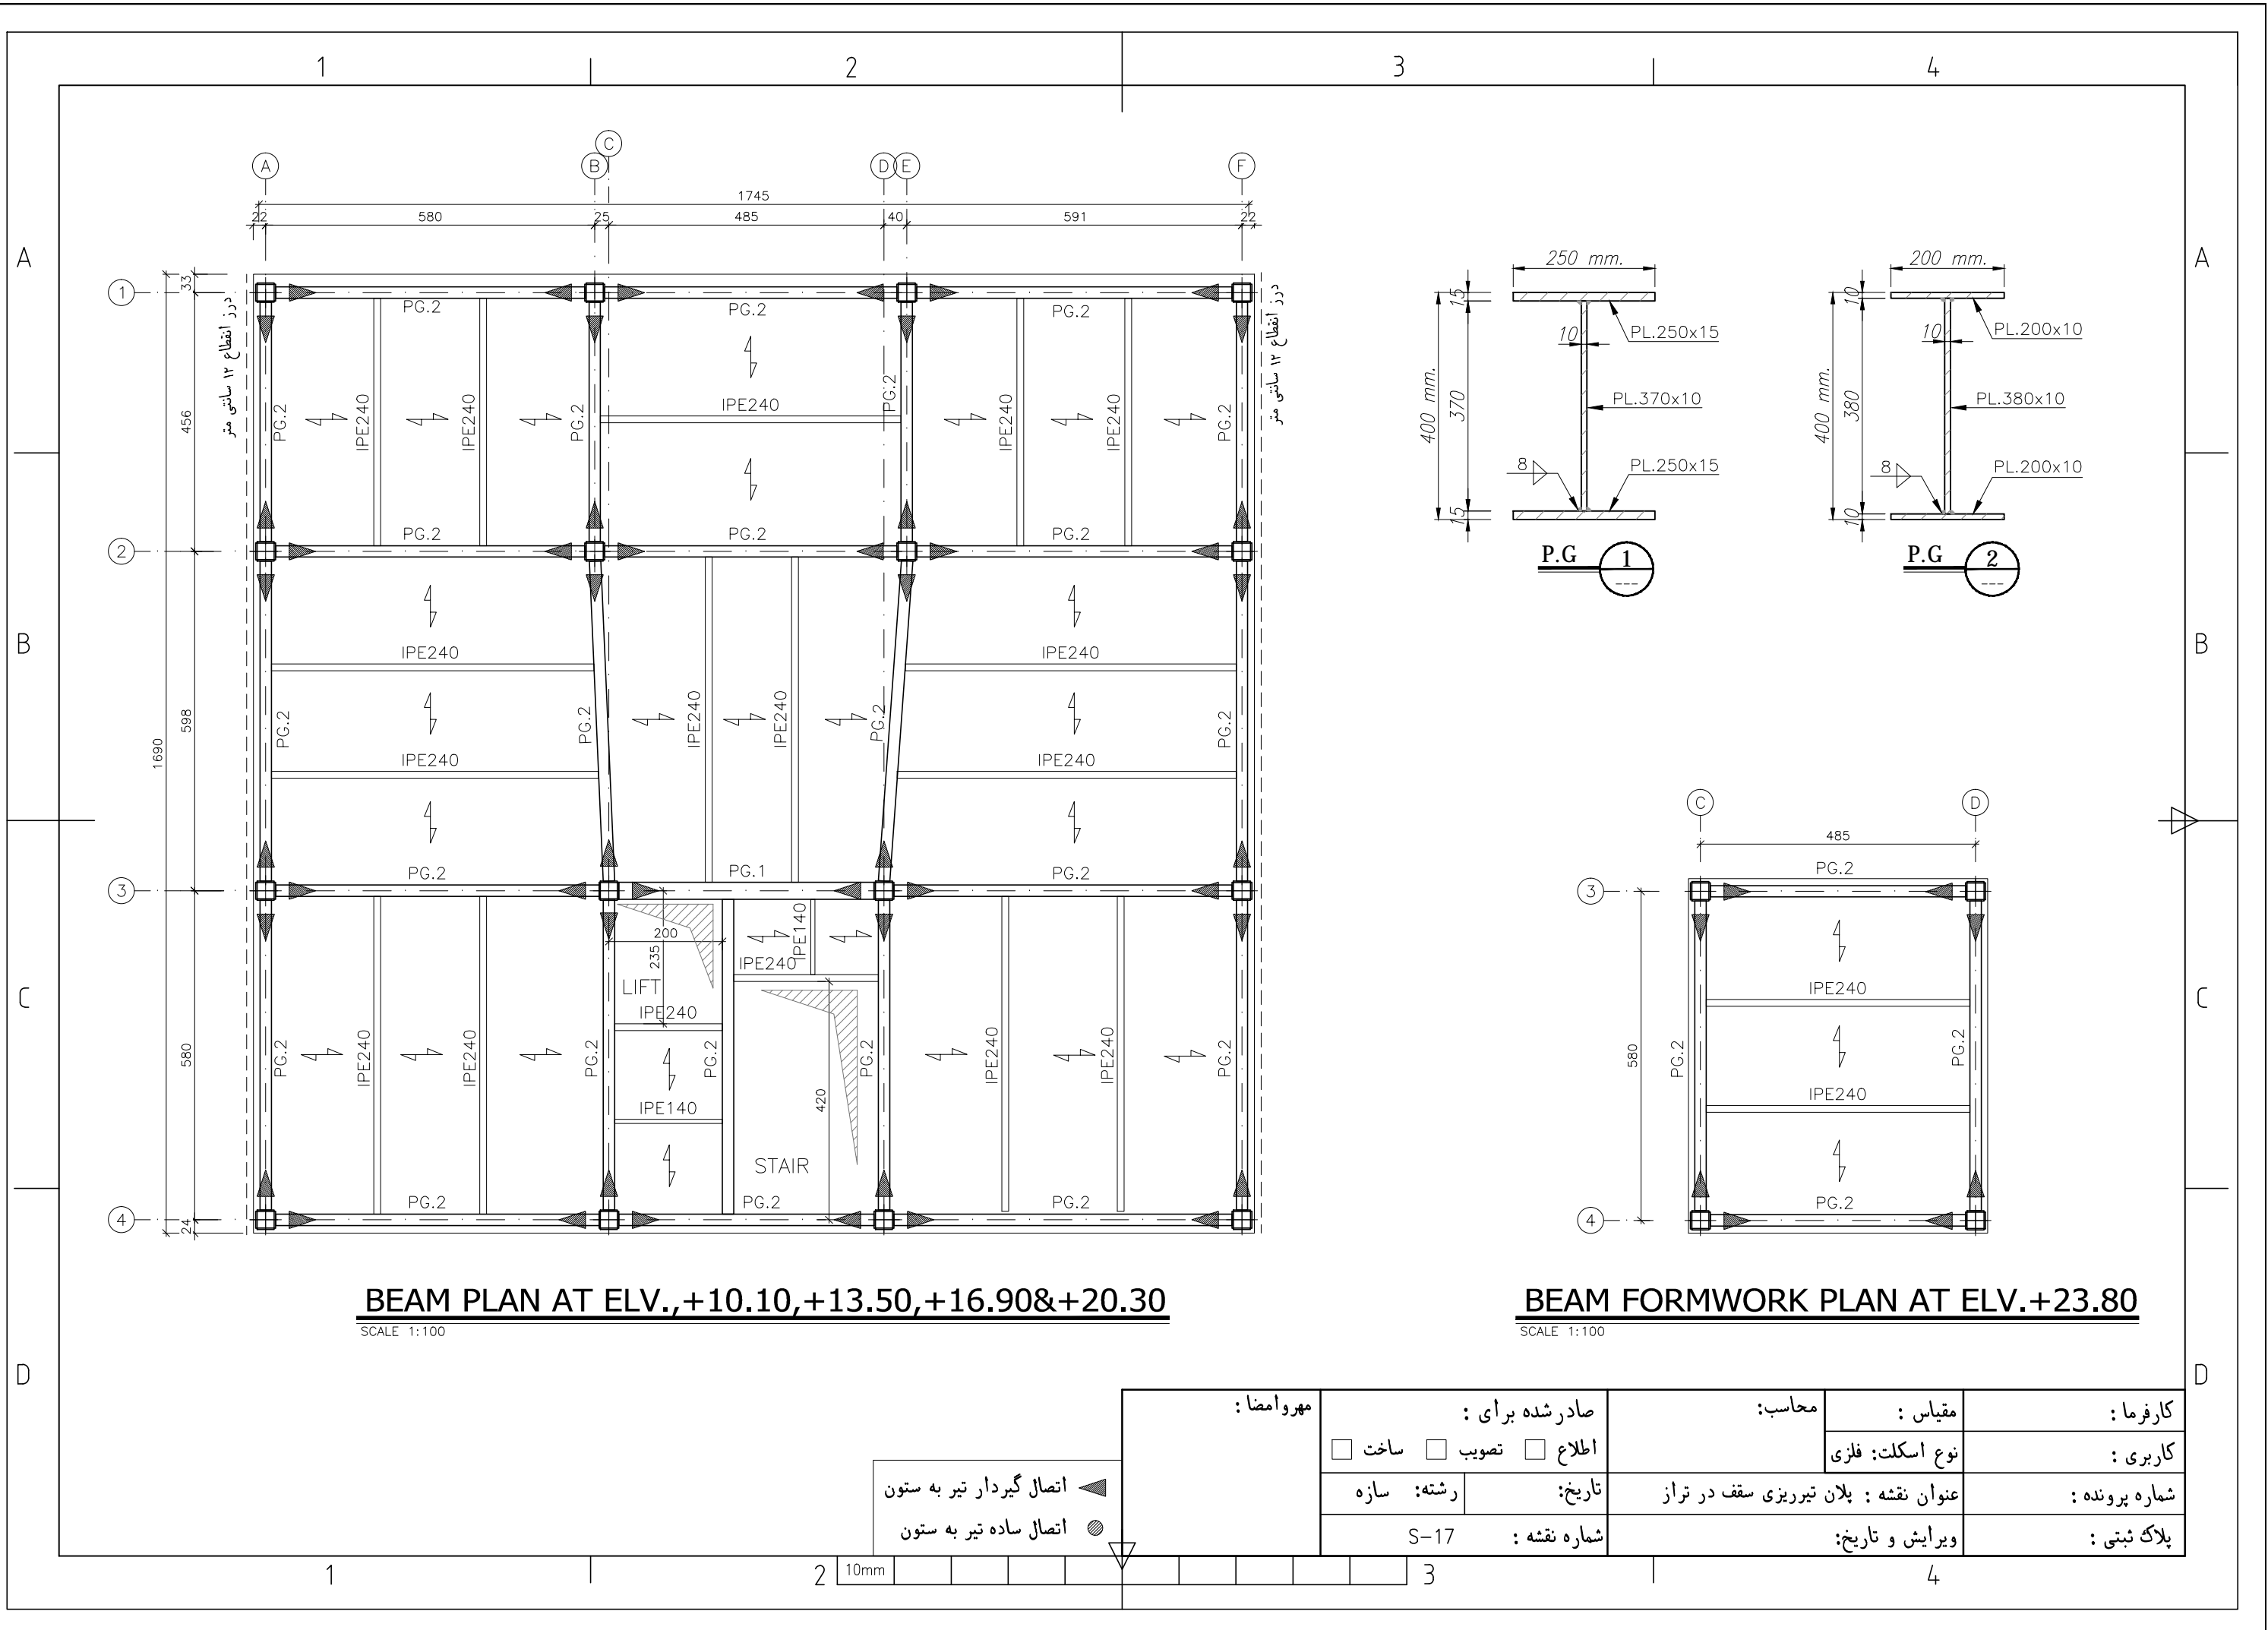 1 2 3 4
A B C D E F
1745
22 580 25 485 40 591 22
A
B
C
D
A
B
C
D
1
2
3
4
33
456
598
580
24
1690
درز انقطاع ۱۲ سانتی متر
درز انقطاع ۱۲ سانتی متر
PG.2 PG.2 PG.2
PG.2 IPE240 IPE240 PG.2 IPE240 PG.2 IPE240 IPE240 PG.2
PG.2 PG.2 PG.2
IPE240 IPE240
PG.2 PG.2 IPE240 IPE240 PG.2 PG.2
IPE240 IPE240
PG.2 PG.1 PG.2
200
235
IPE140
IPE240
LIFT
IPE240
PG.2 IPE240 IPE240 PG.2 PG.2 PG.2 IPE240 IPE240 PG.2
420
IPE140
STAIR
PG.2 PG.2 PG.2
BEAM PLAN AT ELV.,+10.10,+13.50,+16.90&+20.30
SCALE 1:100
250 mm.
15
10
PL.250x15
400 mm.
370
PL.370x10
8
PL.250x15
15
P.G 1
---
200 mm.
10
10
PL.200x10
400 mm.
380
PL.380x10
8
PL.200x10
10
P.G 2
---
C D
485
PG.2
3
IPE240
580
PG.2 PG.2
IPE240
PG.2
4
BEAM FORMWORK PLAN AT ELV.+23.80
SCALE 1:100
اتصال گیردار تیر به ستون
اتصال ساده تیر به ستون
کارفرما :
مقیاس :
محاسب:
صادر شده برای :
مهر و امضا :
کاربری :
نوع اسکلت: فلزی
اطلاع تصویب ساخت
شماره پرونده :
عنوان نقشه : پلان تیرریزی سقف در تراز
تاریخ:
رشته: سازه
پلاک ثبتی :
ویرایش و تاریخ:
شماره نقشه : S-17
1 2 3 4
10mm